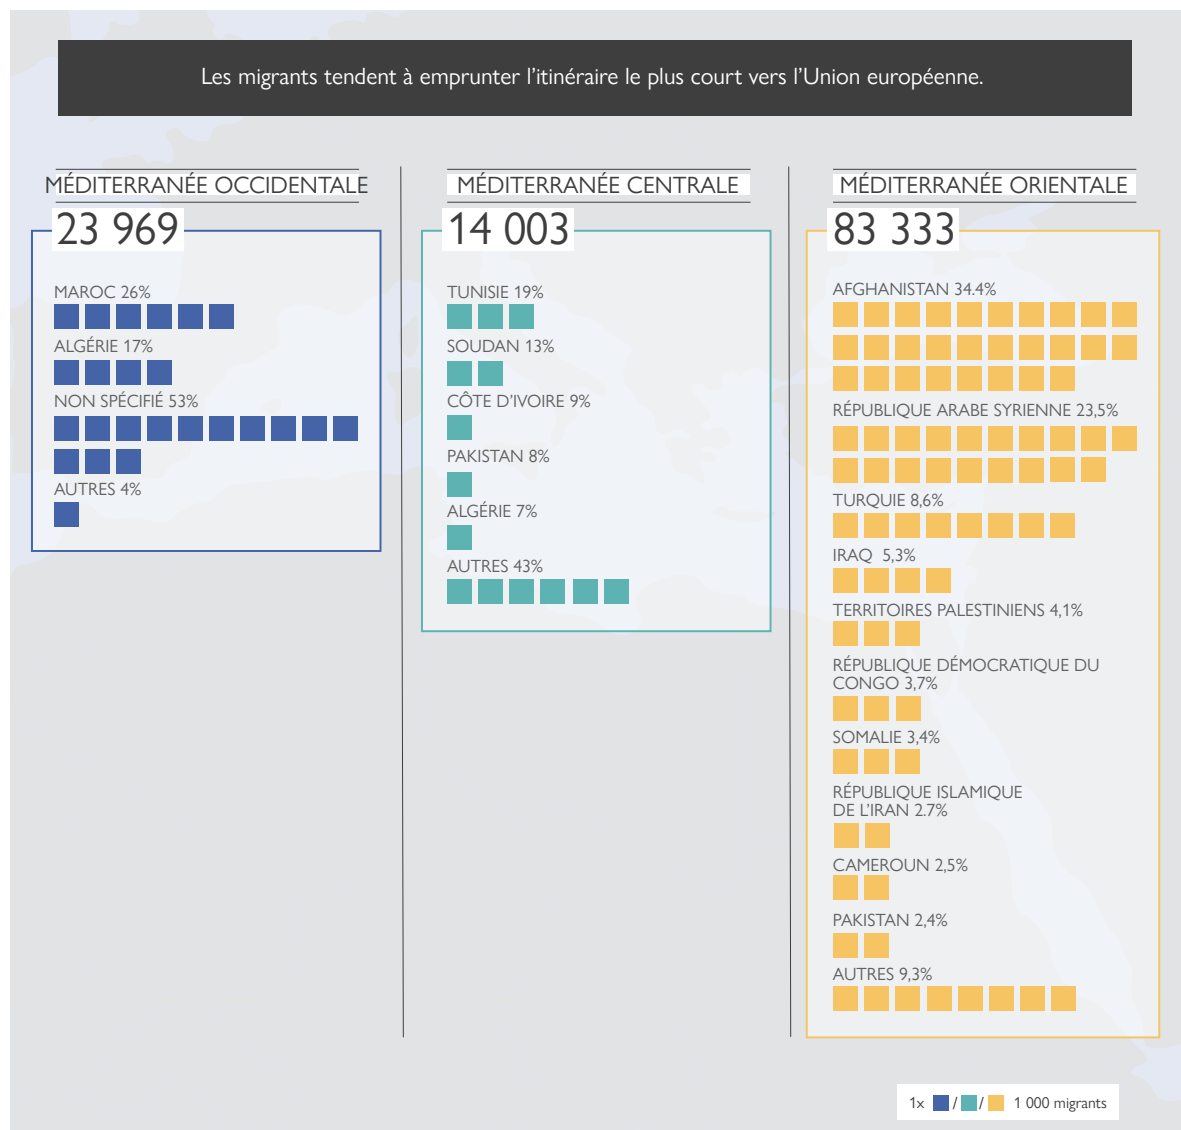 Les migrants tendent à emprunter l’itinéraire le plus court vers l’Union européenne.
MÉDITERRANÉE OCCIDENTALE
23 969
MAROC 26%
ALGÉRIE 17%
NON SPÉCIFIÉ 53%
AUTRES 4%
MÉDITERRANÉE CENTRALE
14 003
TUNISIE 19%
SOUDAN 13%
CÔTE D’IVOIRE 9%
PAKISTAN 8%
ALGÉRIE 7%
AUTRES 43%
MÉDITERRANÉE ORIENTALE
83 333
AFGHANISTAN 34.4%
RÉPUBLIQUE ARABE SYRIENNE 23,5%
TURQUIE 8,6%
IRAQ 5,3%
TERRITOIRES PALESTINIENS 4,1%
RÉPUBLIQUE DÉMOCRATIQUE DU
CONGO 3,7%
SOMALIE 3,4%
RÉPUBLIQUE ISLAMIQUE
DE L’IRAN 2.7%
CAMEROUN 2,5%
PAKISTAN 2,4%
AUTRES 9,3%
1x / / 1 000 migrants